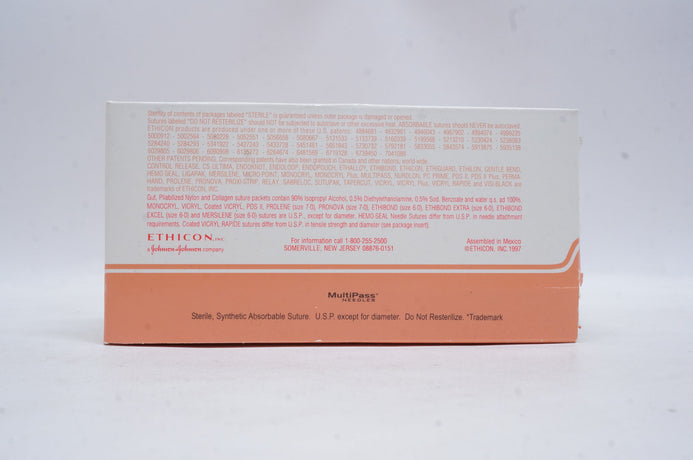 Sterility of contents of packages labeled "STERILE" is guaranteed unless outer package is damaged or opened.
Sutures labeled "DO NOT RESTERILIZE" should NOT be subjected to autoclave or other excessive heat. ABSORBABLE sutures should NEVER be autoclaved.
ETHICON products are produced under one or more of these U.S. patents:
OTHER PATENTS PENDING. Corresponding patents have also been granted in Canada and other nations, world-wide.
CONTROL RELEASE, CS ULTIMA, ENDOKNOT, ENDOLOOP, ENDOPOUCH, ETHALLOY, ETHIBOND, ETHICON, ETHIGUARD, ETHILON, GENTLE BEND,
HEMO-SEAL, LIGAPAK, MERSILENE, MICRO-POINT, MONOCRYL, MONOCRYL Plus, MULTIPASS, NUROLON, PC PRIME, PDS II, PDS II Plus, PERMA
HAND, PROLENE, PRONOVA, PROXI-STRIP, RELAY, SABRELOC, SUTUPAK, TAPERCUT, VICRYL, VICRYL Plus, VICRYL RAPIDE and VISI-BLACK are
trademarks of ETHICON, INC.
Gut, Pliabilized Nylon and Collagen suture packets contain 90% Isopropyl Alcohol, 0.5% Diethylethanolamine, 0.5% Sod. Benzoate and water q.s. ad 100%.
MONOCRYL, VICRYL, Coated VICRYL, PDS II, PROLENE (size 7-0), PRONOVA (size 7-0), ETHIBOND (size 6-0), ETHIBOND EXTRA (size 6-0), ETHIBOND
EXCEL (size 6-0) and MERSILENE (size 6-0) sutures are U.S.P., except for diameter. HEMO-SEAL Needle Sutures differ from U.S.P. in needle attachment
requirements. Coated VICRYL RAPIDE sutures differ from U.S.P. in tensile strength and diameter (see package insert).
ETHICON, INC.
a Johnson & Johnson company
For information call 1-800-255-2500
SOMERVILLE, NEW JERSEY 08876-0151
Assembled in Mexico
©ETHICON, INC.1997
MultiPass*
NEEDLES
Sterile, Synthetic Absorbable Suture. U.S.P. except for diameter. Do Not Resterilize. *Trademark